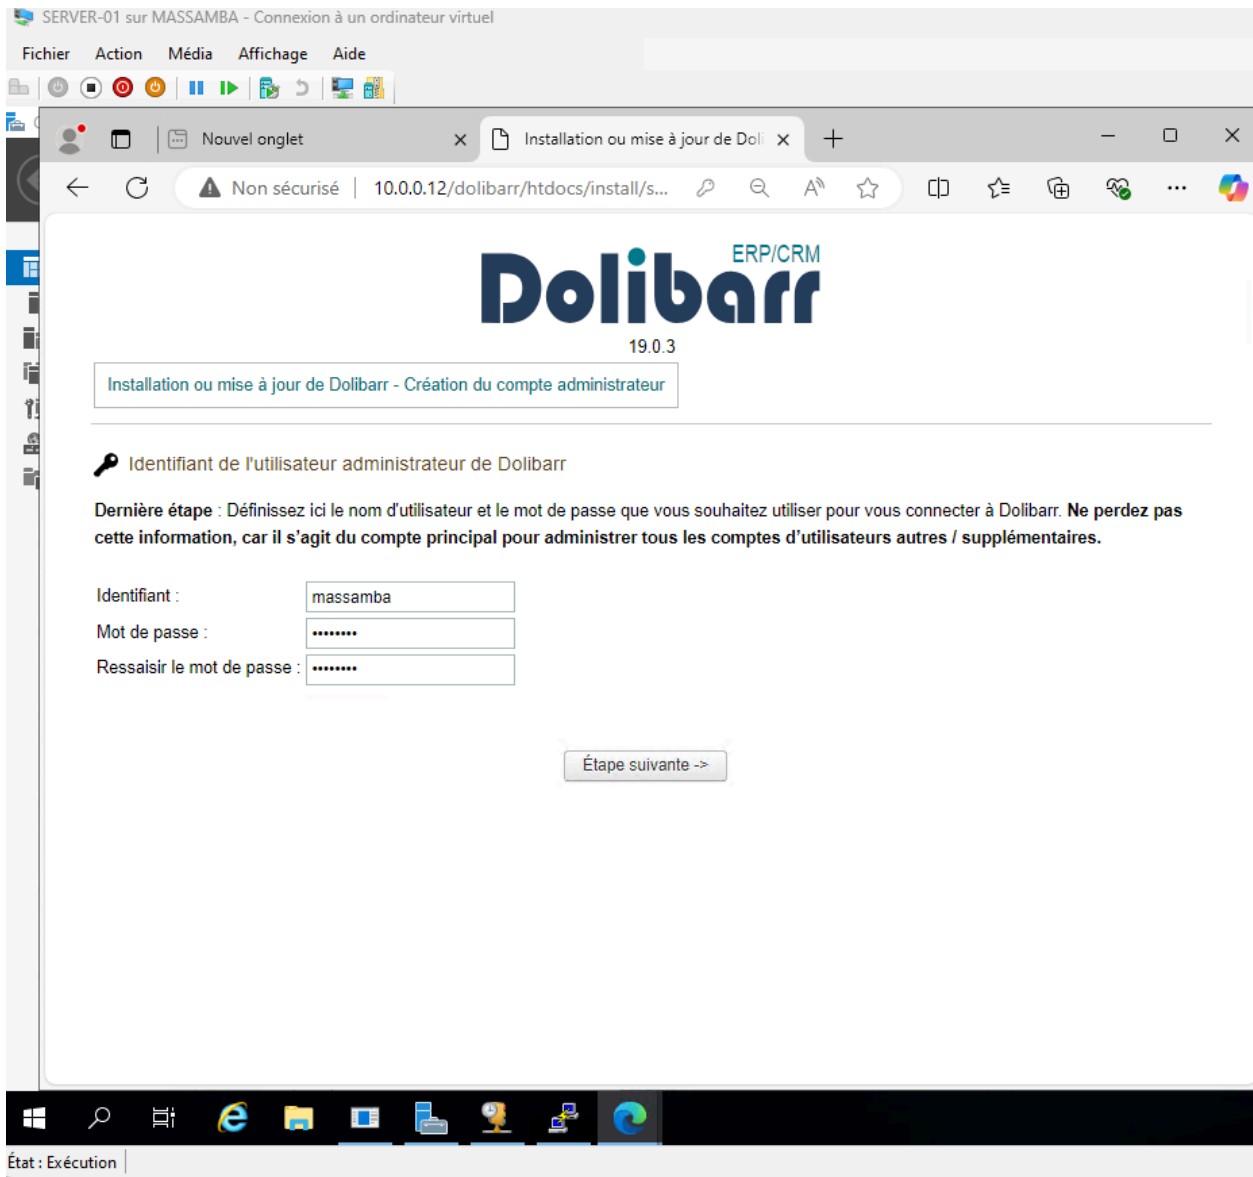 SERVER-01 sur MASSAMBA - Connexion à un ordinateur virtuel
Fichier Action Média Affichage Aide
Nouvel onglet
Installation ou mise à jour de Doli
Non sécurisé 10.0.0.12/dolibarr/htdocs/install/s...
ERP/CRM
Dolibarr
19.0.3
Installation ou mise à jour de Dolibarr - Création du compte administrateur
Identifiant de l'utilisateur administrateur de Dolibarr
Dernière étape : Définissez ici le nom d'utilisateur et le mot de passe que vous souhaitez utiliser pour vous connecter à Dolibarr. Ne perdez pas
cette information, car il s’agit du compte principal pour administrer tous les comptes d’utilisateurs autres / supplémentaires.
Identifiant : massamba
Mot de passe : ••••••••
Ressaisir le mot de passe : ••••••••
Étape suivante ->
État : Exécution